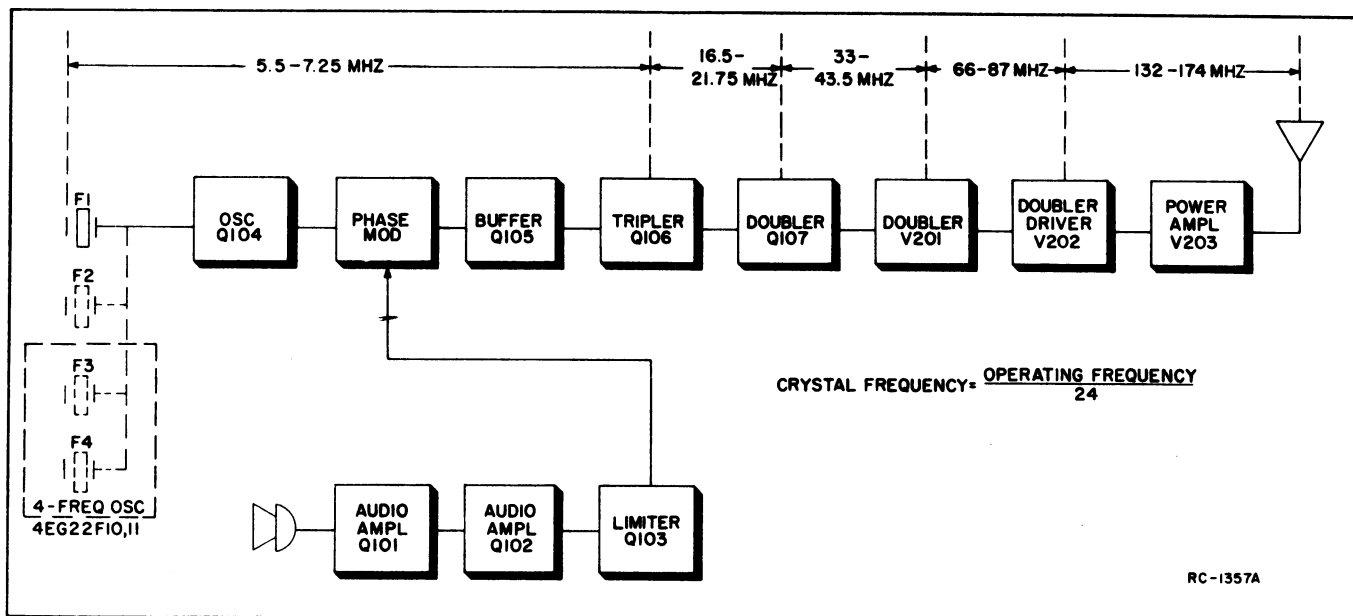 5.5-7.25 MHZ
16.5-
21.75 MHZ
33-
43.5 MHZ
66-87 MHZ
132-174 MHZ
F1
OSC
Q104
PHASE
MOD
BUFFER
Q105
TRIPLER
Q106
DOUBLER
Q107
DOUBLER
V201
DOUBLER
DRIVER
V202
POWER
AMPL
V203
F2
F3
F4
4-FREQ OSC
4EG22F10,11
CRYSTAL FREQUENCY= OPERATING FREQUENCY
24
AUDIO
AMPL
Q101
AUDIO
AMPL
Q102
LIMITER
Q103
RC-1357A